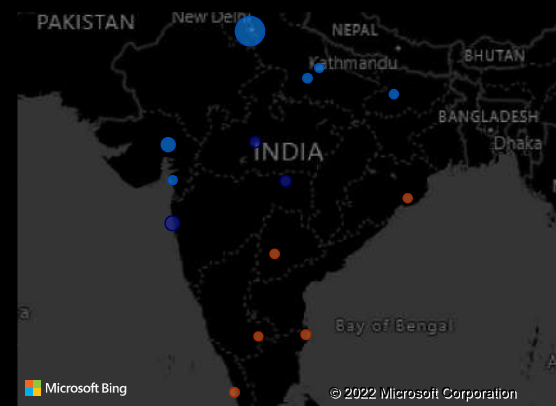 New Delhi
PAKISTAN
NEPAL
BHUTAN
Kathmandu
BANGLADESH
Dhaka
INDIA
a
Bay of Bengal
A
Microsoft Bing
© 2022 Microsoft Corporation